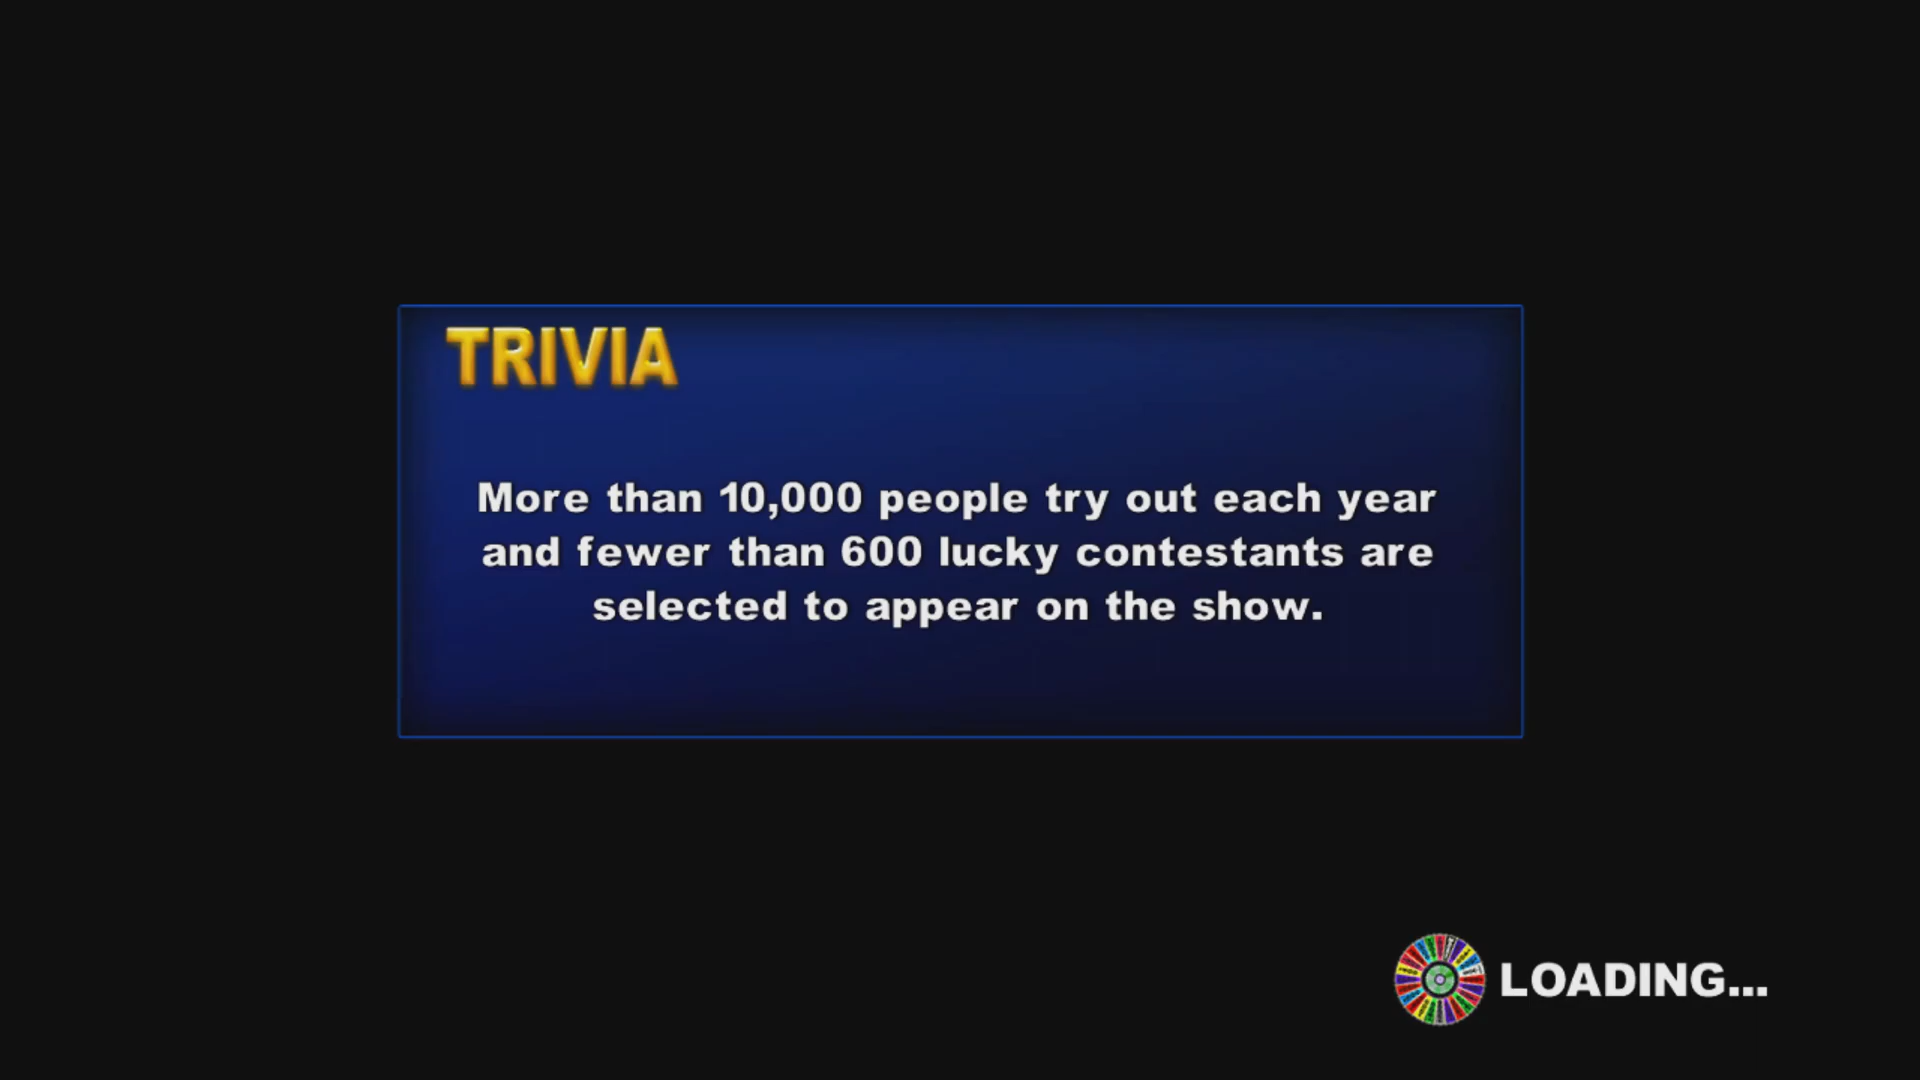 TRIVIA
More than 10,000 people try out each year
and fewer than 600 lucky contestants are
selected to appear on the show.
LOADING...